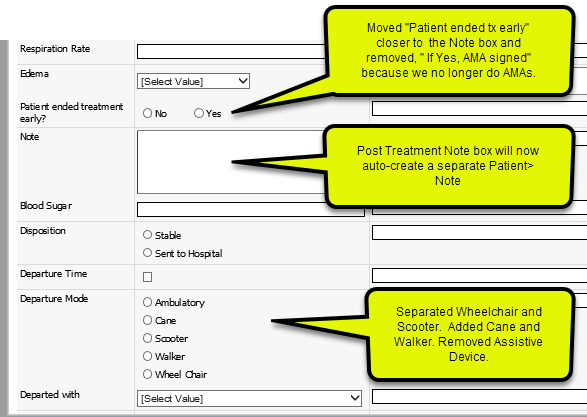 Moved "Patient ended tx early"
closer to the Note box and
removed, " If Yes, AMA signed"
because we no longer do AMAs.
Respiration Rate
Edema
[Select Value]
Patient ended treatment
early?
No
Yes
Note
Post Treatment Note box will now
auto-create a separate Patient>
Note
Blood Sugar
Disposition
Stable
Sent to Hospital
Departure Time
Departure Mode
Ambulatory
Cane
Scooter
Walker
Wheel Chair
Separated Wheelchair and
Scooter. Added Cane and
Walker. Removed Assistive
Device.
Departed with
[Select Value]